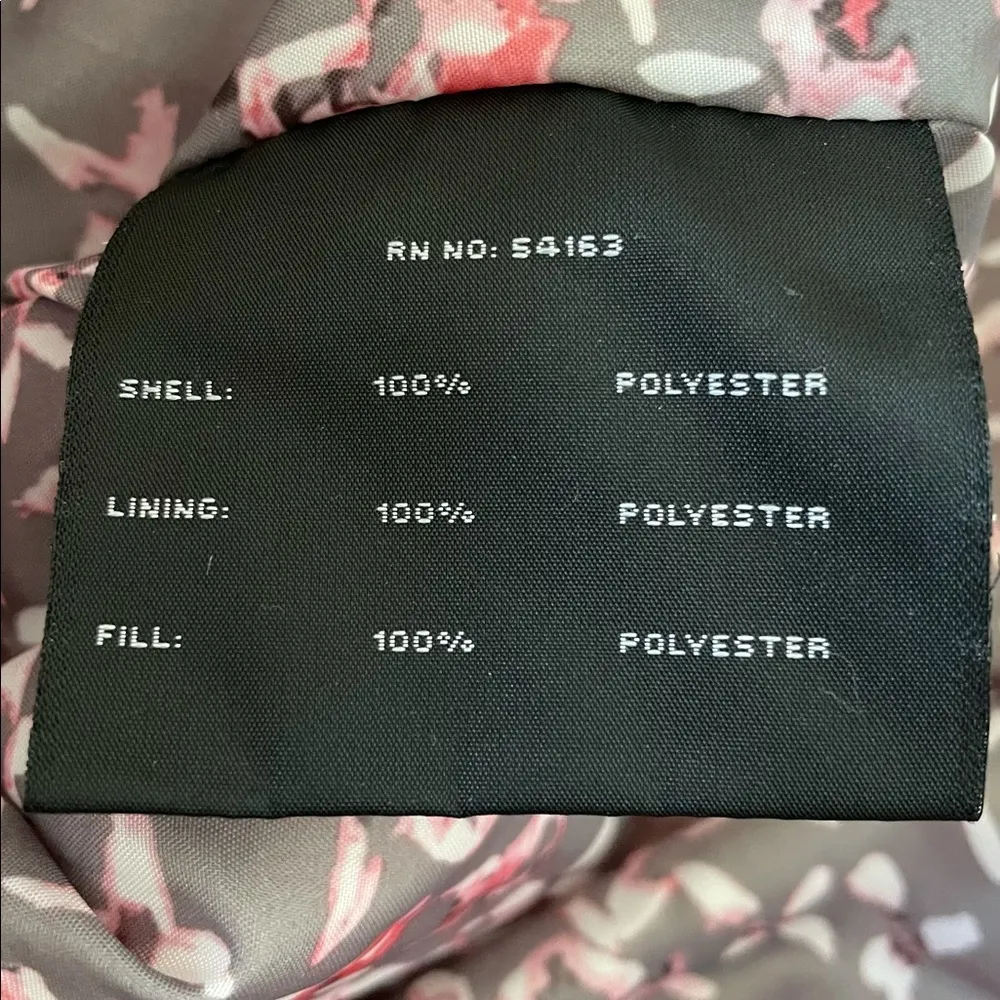 RN NO: 54163
SHELL: 100% POLYESTER
LINING: 100% POLYESTER
FILL: 100% POLYESTER